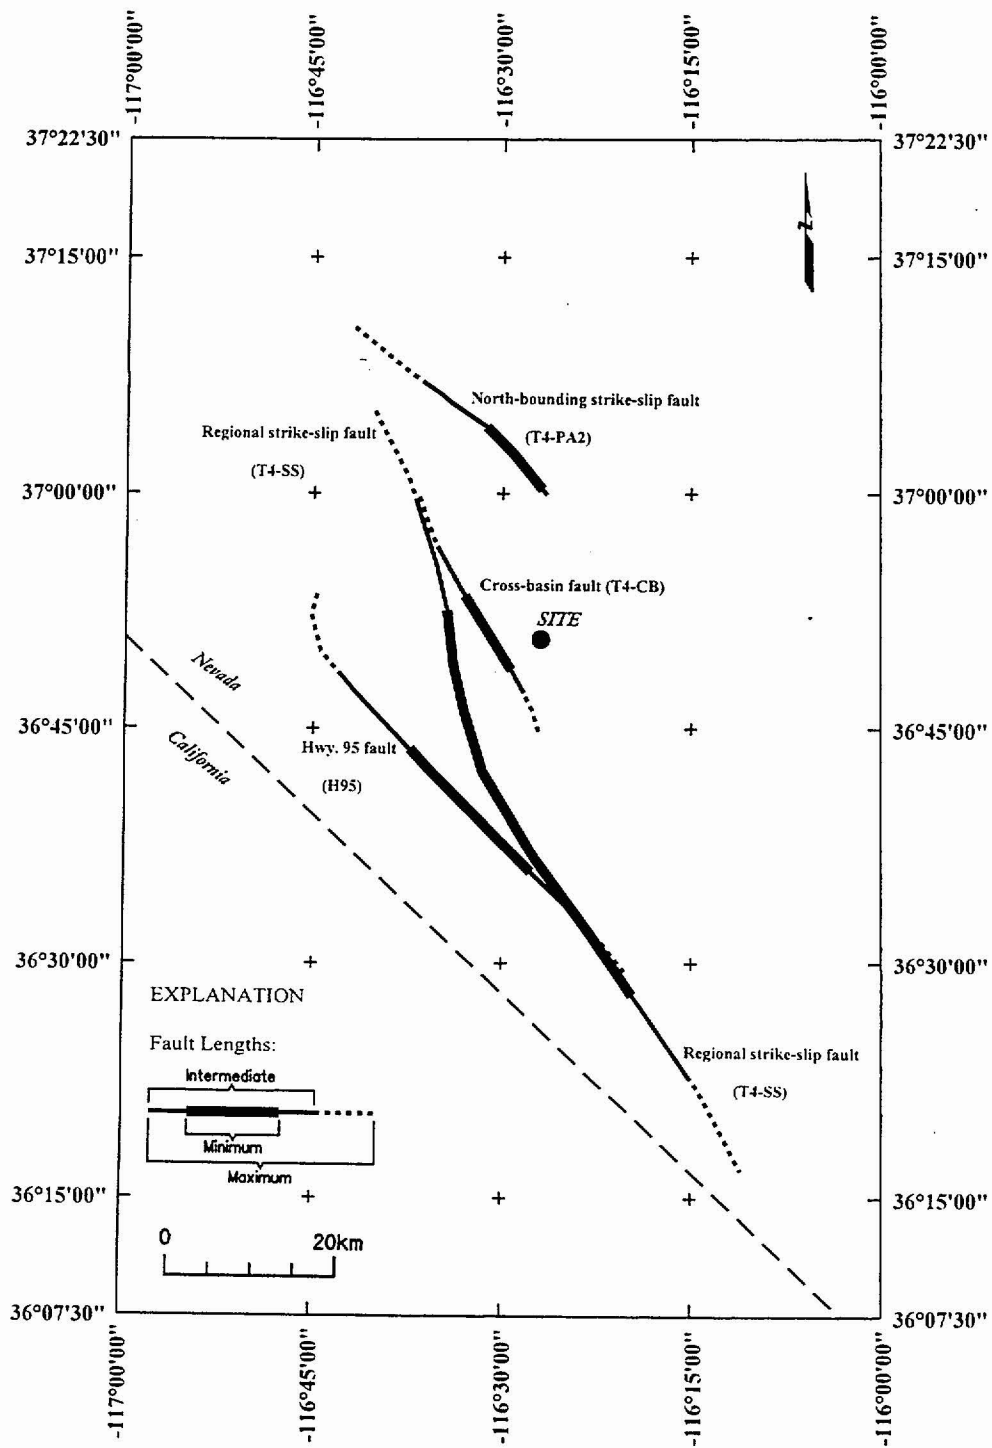 -117°00'00"
-116°45'00"
-116°30'00"
-116°15'00"
-116°00'00"
37°22'30"
37°22'30"
37°15'00"
37°15'00"
N
North-bounding strike-slip fault
(T4-PA2)
Regional strike-slip fault
(T4-SS)
37°00'00"
37°00'00"
Cross-basin fault (T4-CB)
SITE
Nevada
California
36°45'00"
36°45'00"
Hwy. 95 fault
(H95)
36°30'00"
36°30'00"
EXPLANATION
Fault Lengths:
Intermediate
Minimum
Maximum
Regional strike-slip fault
(T4-SS)
36°15'00"
36°15'00"
0 20km
36°07'30"
36°07'30"
-117°00'00"
-116°45'00"
-116°30'00"
-116°15'00"
-116°00'00"